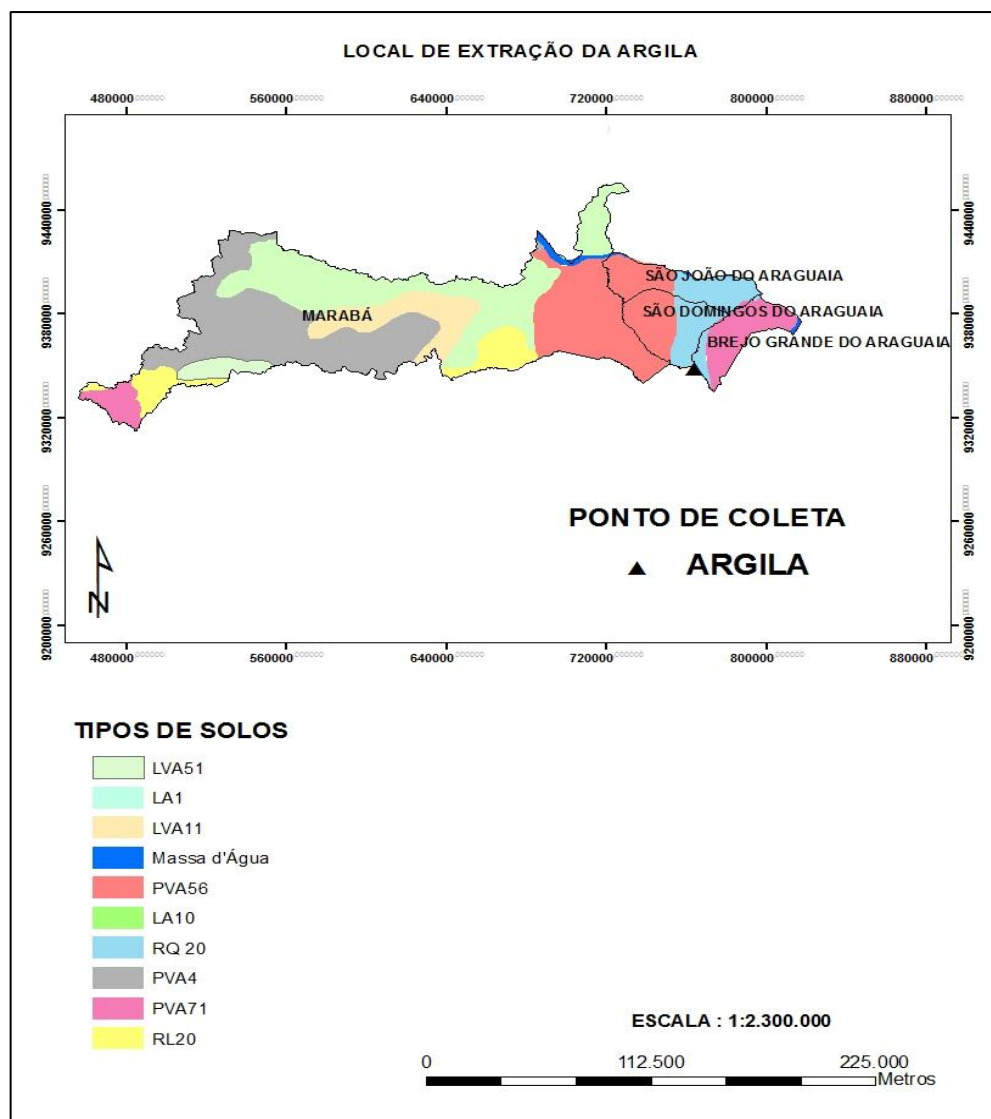 LOCAL DE EXTRAÇÃO DA ARGILA
480000 560000 640000 720000 800000 880000
9440000 9440000
SÃO JOÃO DO ARAGUAIA
MARABÁ SÃO DOMINGOS DO ARAGUAIA
9380000 9380000
BREJO GRANDE DO ARAGUAIA
9320000 9320000
PONTO DE COLETA
9260000 9260000
ARGILA
N
9200000 9200000
480000 560000 640000 720000 800000 880000
TIPOS DE SOLOS
LVA51
LA1
LVA11
Massa d'Água
PVA56
LA10
RQ 20
PVA4
PVA71
RL20
ESCALA : 1:2.300.000
0 112.500 225.000
Metros